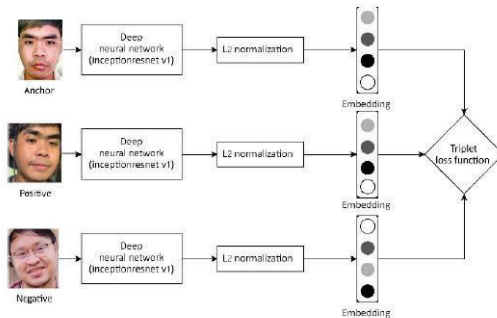 Anchor
Deep
neural network
(inceptionresnet v1)
L2 normalization
Embedding
Positive
Deep
neural network
(inceptionresnet v1)
L2 normalization
Embedding
Triplet
loss function
Negative
Deep
neural network
(inceptionresnet v1)
L2 normalization
Embedding